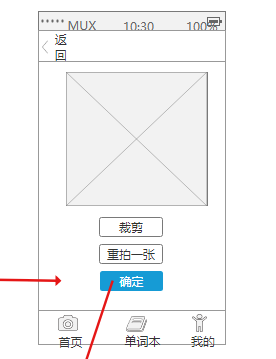 ***** MUX 10:30 100%
返
回
裁剪
重拍一张
确定
首页 单词本 我的